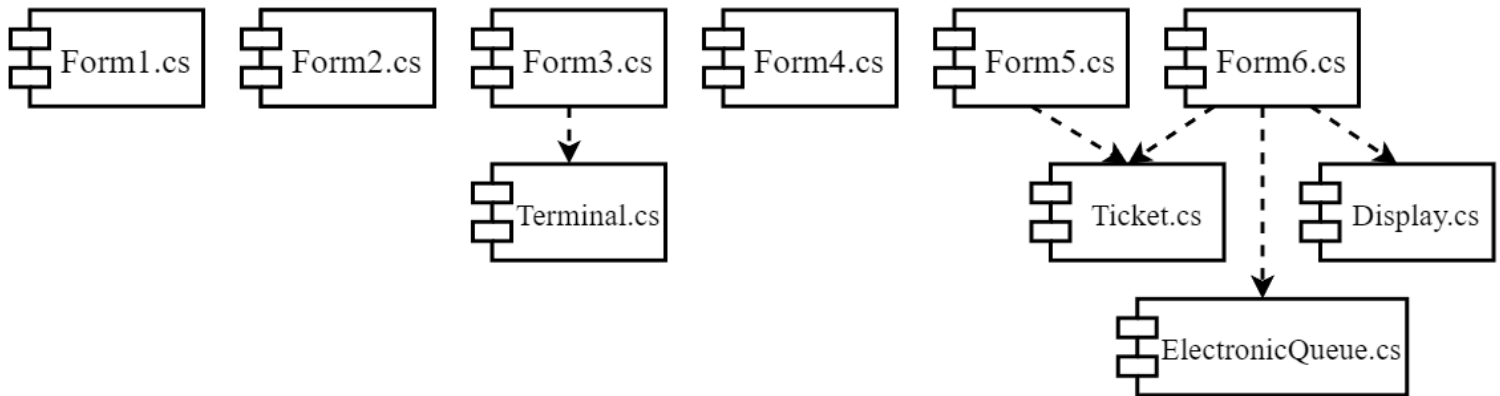 Form1.cs
Form2.cs
Form3.cs
Form4.cs
Form5.cs
Form6.cs
Terminal.cs
Ticket.cs
Display.cs
ElectronicQueue.cs